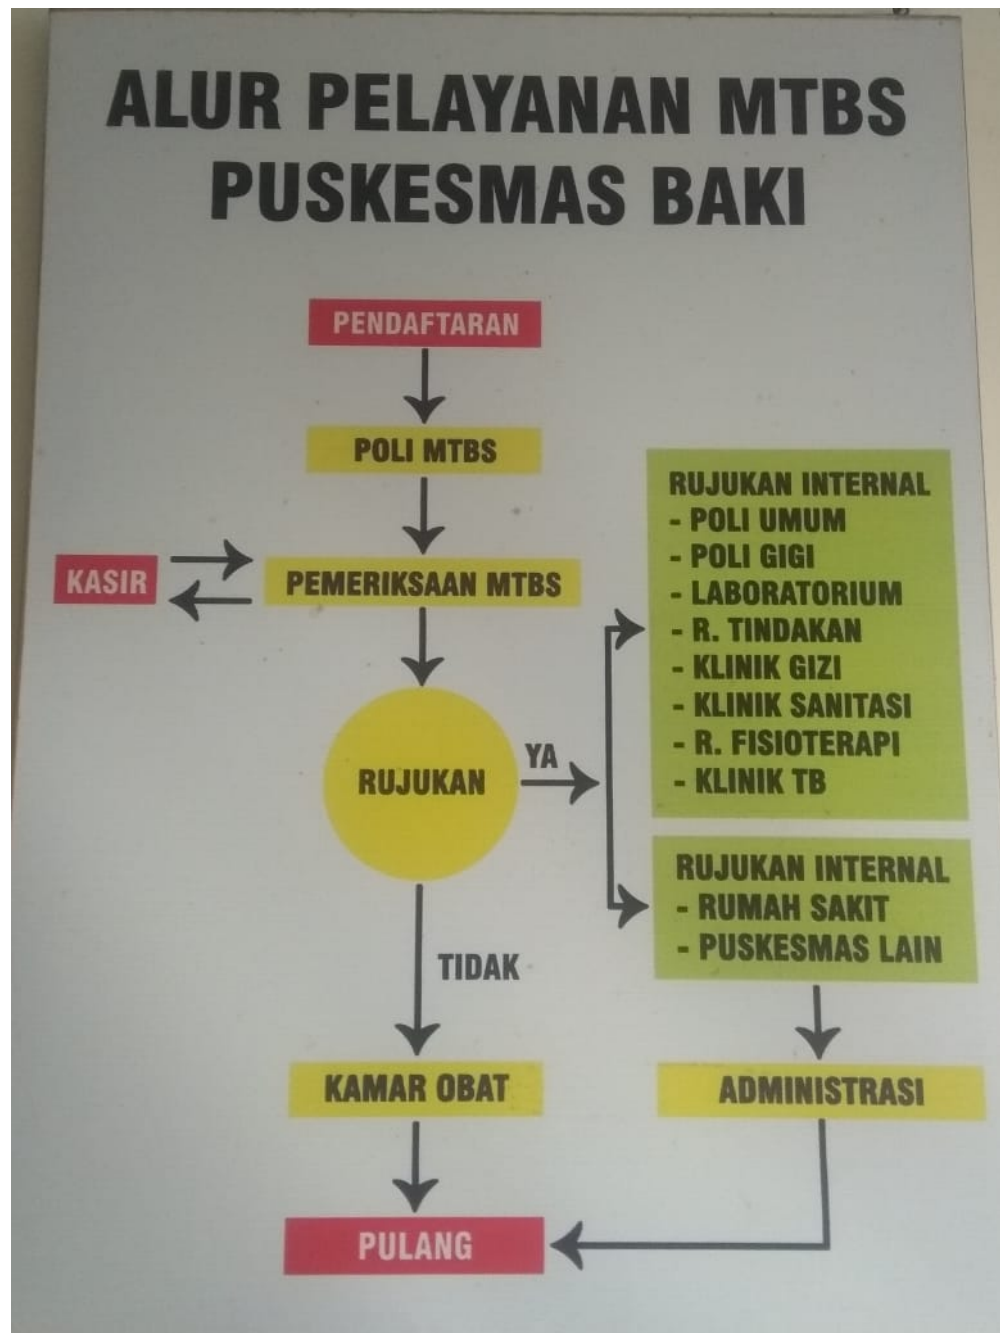 ALUR PELAYANAN MTBS
PUSKESMAS BAKI
PENDAFTARAN
POLI MTBS
KASIR
PEMERIKSAAN MTBS
RUJUKAN
YA
TIDAK
RUJUKAN INTERNAL
- POLI UMUM
- POLI GIGI
- LABORATORIUM
- R. TINDAKAN
- KLINIK GIZI
- KLINIK SANITASI
- R. FISIOTERAPI
- KLINIK TB
RUJUKAN INTERNAL
- RUMAH SAKIT
- PUSKESMAS LAIN
KAMAR OBAT
ADMINISTRASI
PULANG